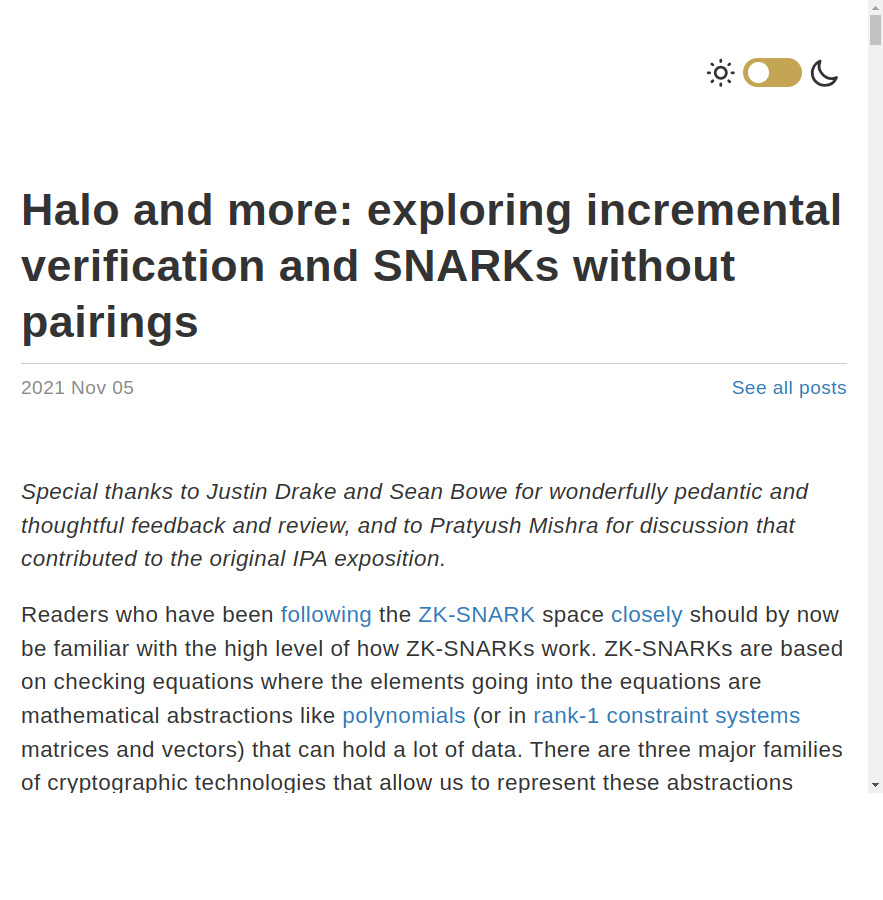 Halo and more: exploring incremental
verification and SNARKs without
pairings
2021 Nov 05 See all posts
Special thanks to Justin Drake and Sean Bowe for wonderfully pedantic and
thoughtful feedback and review, and to Pratyush Mishra for discussion that
contributed to the original IPA exposition.
Readers who have been following the ZK-SNARK space closely should by now
be familiar with the high level of how ZK-SNARKs work. ZK-SNARKs are based
on checking equations where the elements going into the equations are
mathematical abstractions like polynomials (or in rank-1 constraint systems
matrices and vectors) that can hold a lot of data. There are three major families
of cryptographic technologies that allow us to represent these abstractions